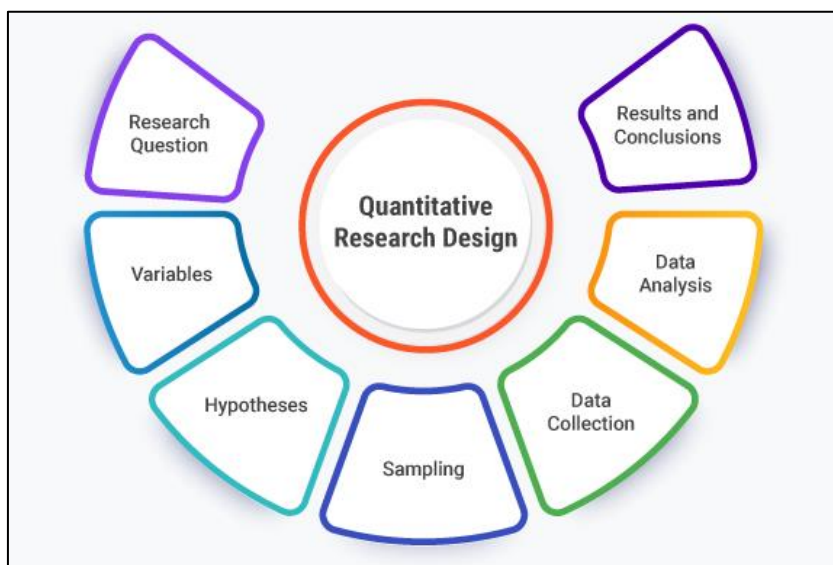 Quantitative
Research Design
Research
Question
Variables
Hypotheses
Sampling
Data
Collection
Data
Analysis
Results and
Conclusions